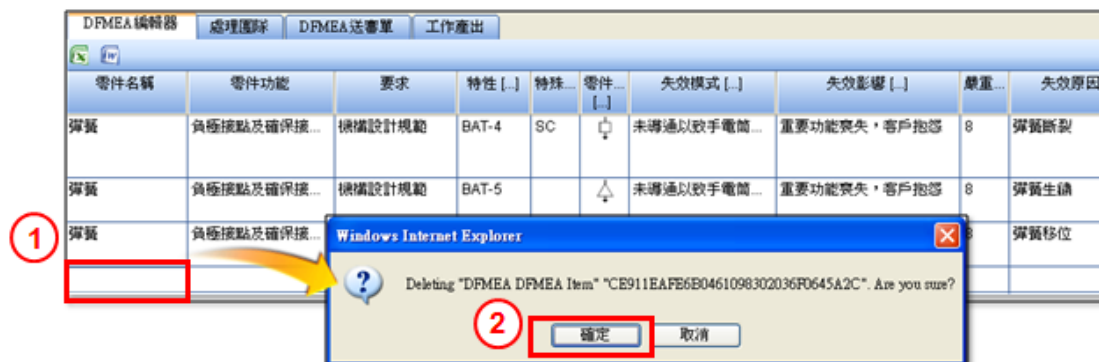 DFMEA編輯器 處理團隊 DFMEA送審單 工作產出
零件名稱 零件功能 要求 特性 [...] 特殊... 零件... [...] 失效模式 [...] 失效影響 [...] 嚴重... 失效原因
彈簧 負極接點及確保接... 機構設計規範 BAT-4 SC 未導通以致手電筒... 重要功能喪失，客戶抱怨 8 彈簧斷裂
彈簧 負極接點及確保接... 機構設計規範 BAT-5 未導通以致手電筒... 重要功能喪失，客戶抱怨 8 彈簧生鏽
1
彈簧 負極接點及確保接... 8 彈簧移位
Windows Internet Explorer
Deleting "DFMEA DFMEA Item" "CE911EAFE6B0461098302036F0645A2C". Are you sure?
2
確定 取消